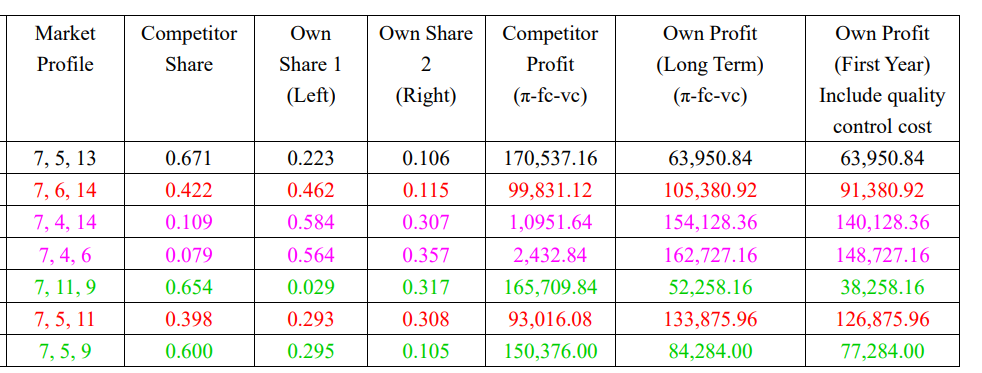 Market Profile | Competitor Share | Own Share 1 (Left) | Own Share 2 (Right) | Competitor Profit (π-fc-vc) | Own Profit (Long Term) (π-fc-vc) | Own Profit (First Year) Include quality control cost
7, 5, 13 | 0.671 | 0.223 | 0.106 | 170,537.16 | 63,950.84 | 63,950.84
7, 6, 14 | 0.422 | 0.462 | 0.115 | 99,831.12 | 105,380.92 | 91,380.92
7, 4, 14 | 0.109 | 0.584 | 0.307 | 1,0951.64 | 154,128.36 | 140,128.36
7, 4, 6 | 0.079 | 0.564 | 0.357 | 2,432.84 | 162,727.16 | 148,727.16
7, 11, 9 | 0.654 | 0.029 | 0.317 | 165,709.84 | 52,258.16 | 38,258.16
7, 5, 11 | 0.398 | 0.293 | 0.308 | 93,016.08 | 133,875.96 | 126,875.96
7, 5, 9 | 0.600 | 0.295 | 0.105 | 150,376.00 | 84,284.00 | 77,284.00